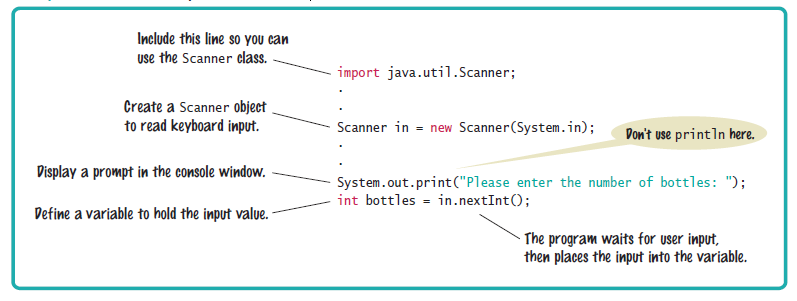 Include this line so you can
use the Scanner class.
import java.util.Scanner;
.
.
Create a Scanner object
to read keyboard input.
Scanner in = new Scanner(System.in);
Don't use println here.
.
.
Display a prompt in the console window.
System.out.print("Please enter the number of bottles: ");
Define a variable to hold the input value.
int bottles = in.nextInt();
The program waits for user input,
then places the input into the variable.